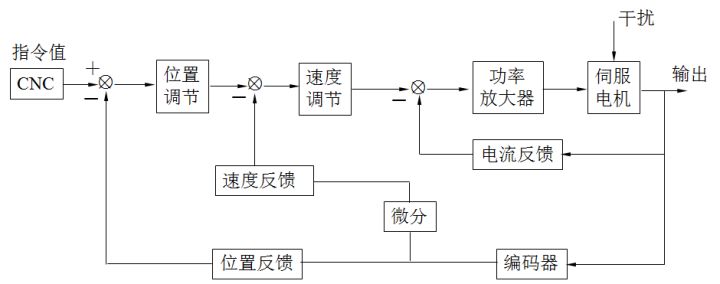 干扰
指令值
CNC
+
−
位置
调节
−
速度
调节
−
功率
放大器
伺服
电机
输出
电流反馈
速度反馈
微分
位置反馈
编码器